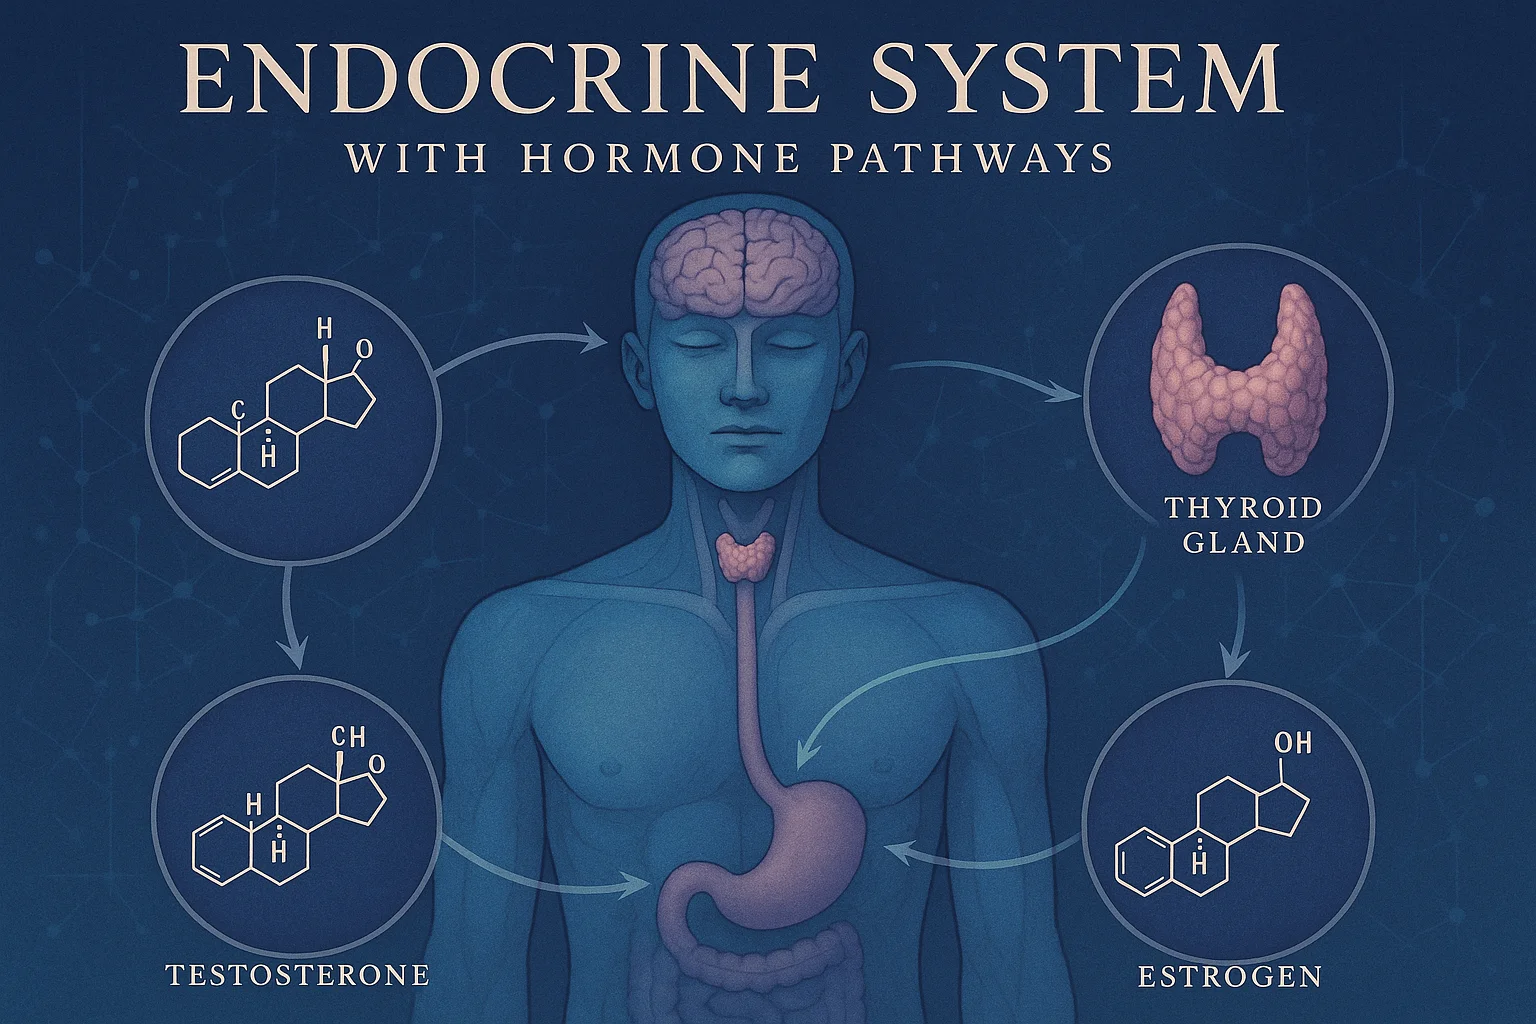 ENDOCRINE SYSTEM
WITH HORMONE PATHWAYS
H
O
C
H
THYROID
GLAND
CH
O
H
H
TESTOSTERONE
OH
H
ESTROGEN